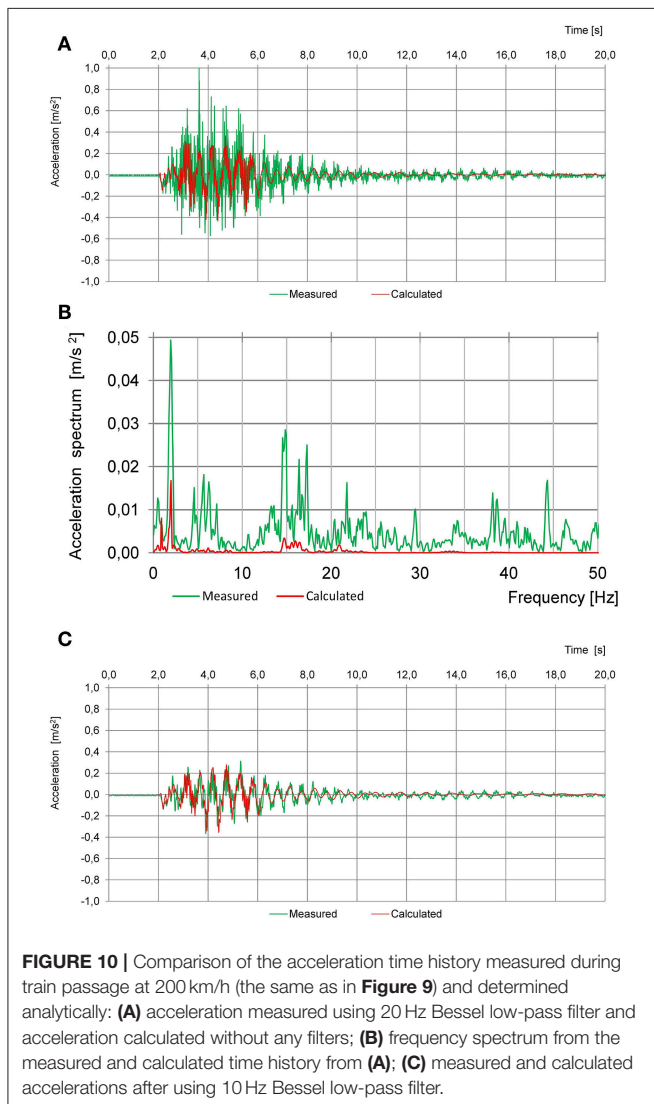 A
Time [s]
0,0 2,0 4,0 6,0 8,0 10,0 12,0 14,0 16,0 18,0 20,0
1,0
0,8
0,6
0,4
0,2
0,0
-0,2
-0,4
-0,6
-0,8
-1,0
Acceleration [m/s²]
Measured Calculated
B
0,05
0,04
0,03
0,02
0,01
0,00
Acceleration spectrum [m/s ²]
0 10 20 30 40 50
Measured Calculated
Frequency [Hz]
C
Time [s]
0,0 2,0 4,0 6,0 8,0 10,0 12,0 14,0 16,0 18,0 20,0
1,0
0,8
0,6
0,4
0,2
0,0
-0,2
-0,4
-0,6
-0,8
-1,0
Acceleration [m/s²]
Measured Calculated
FIGURE 10 | Comparison of the acceleration time history measured during
train passage at 200 km/h (the same as in Figure 9) and determined
analytically: (A) acceleration measured using 20 Hz Bessel low-pass filter and
acceleration calculated without any filters; (B) frequency spectrum from the
measured and calculated time history from (A); (C) measured and calculated
accelerations after using 10 Hz Bessel low-pass filter.